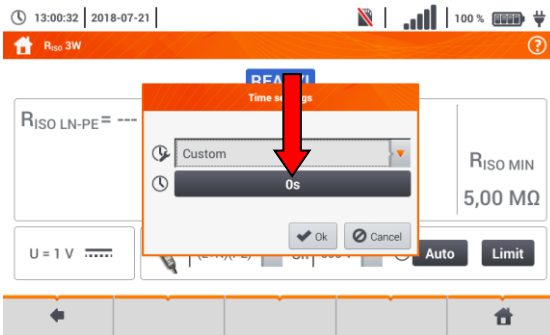 13:00:32 2018-07-21 100 %
RISO 3W
Time settings
RISO LN-PE= ---
Custom
0s
RISO MIN
5,00 MΩ
Ok Cancel
U = 1 V
Auto Limit